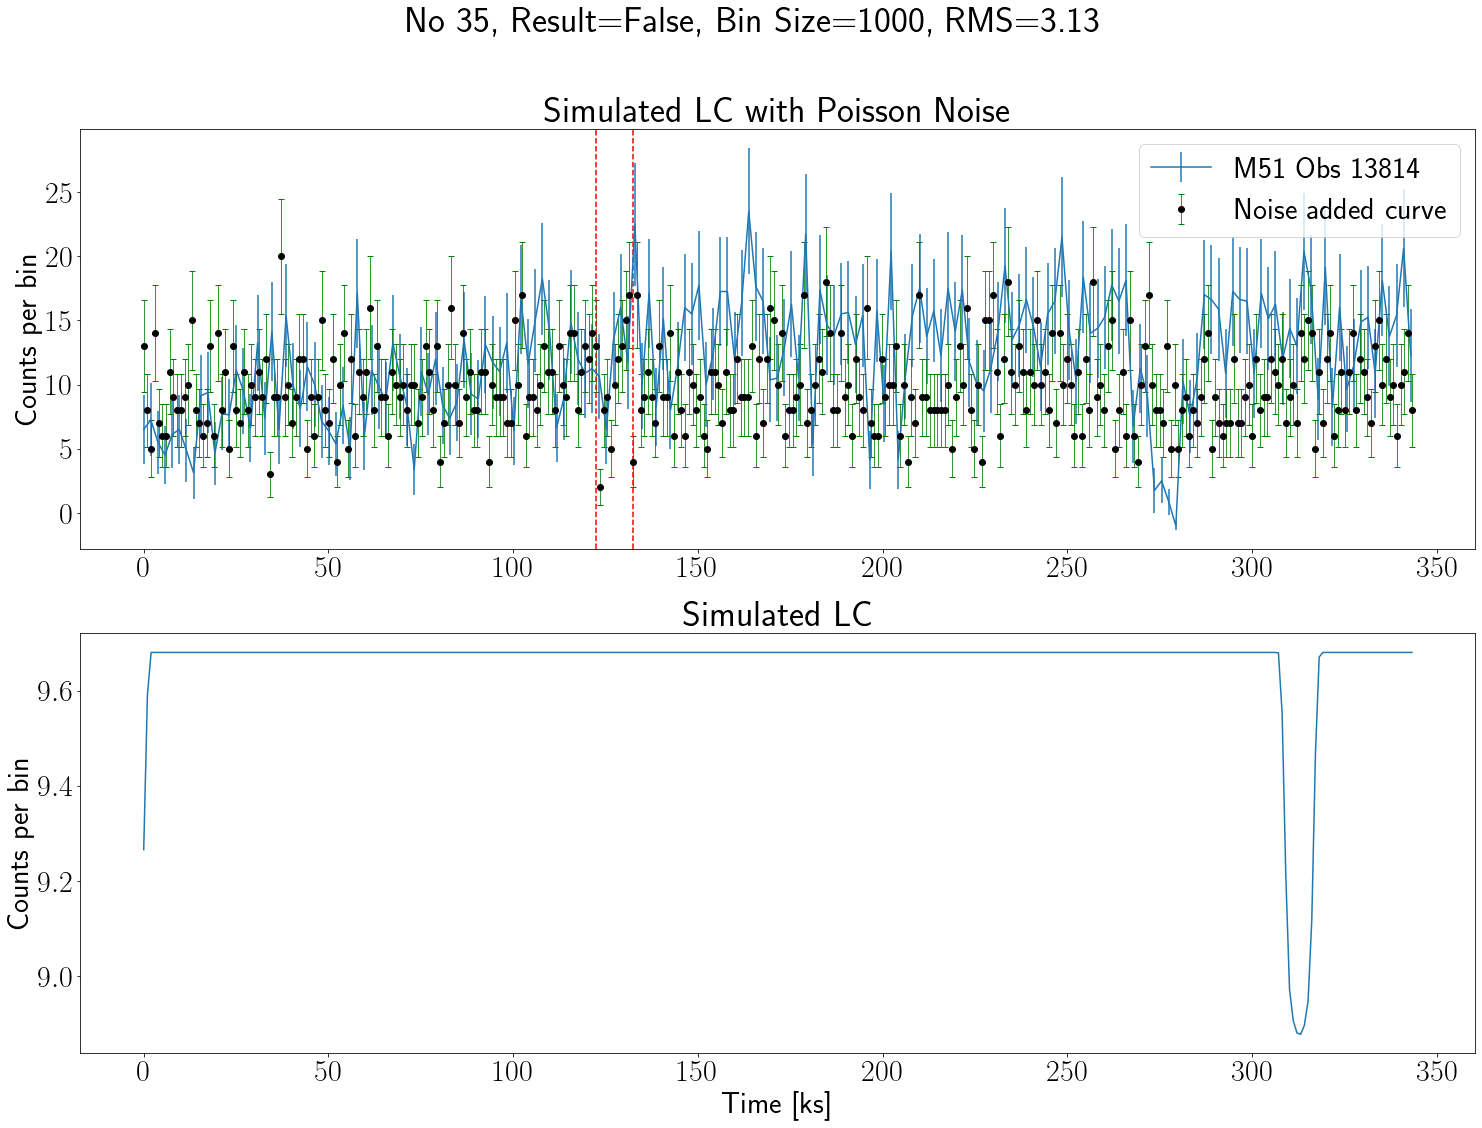 No 35, Result=False, Bin Size=1000, RMS=3.13
Simulated LC with Poisson Noise
Counts per bin
25
20
15
10
5
0
M51 Obs 13814
Noise added curve
0 50 100 150 200 250 300 350
Simulated LC
Counts per bin
9.6
9.4
9.2
9.0
0 50 100 150 200 250 300 350
Time [ks]